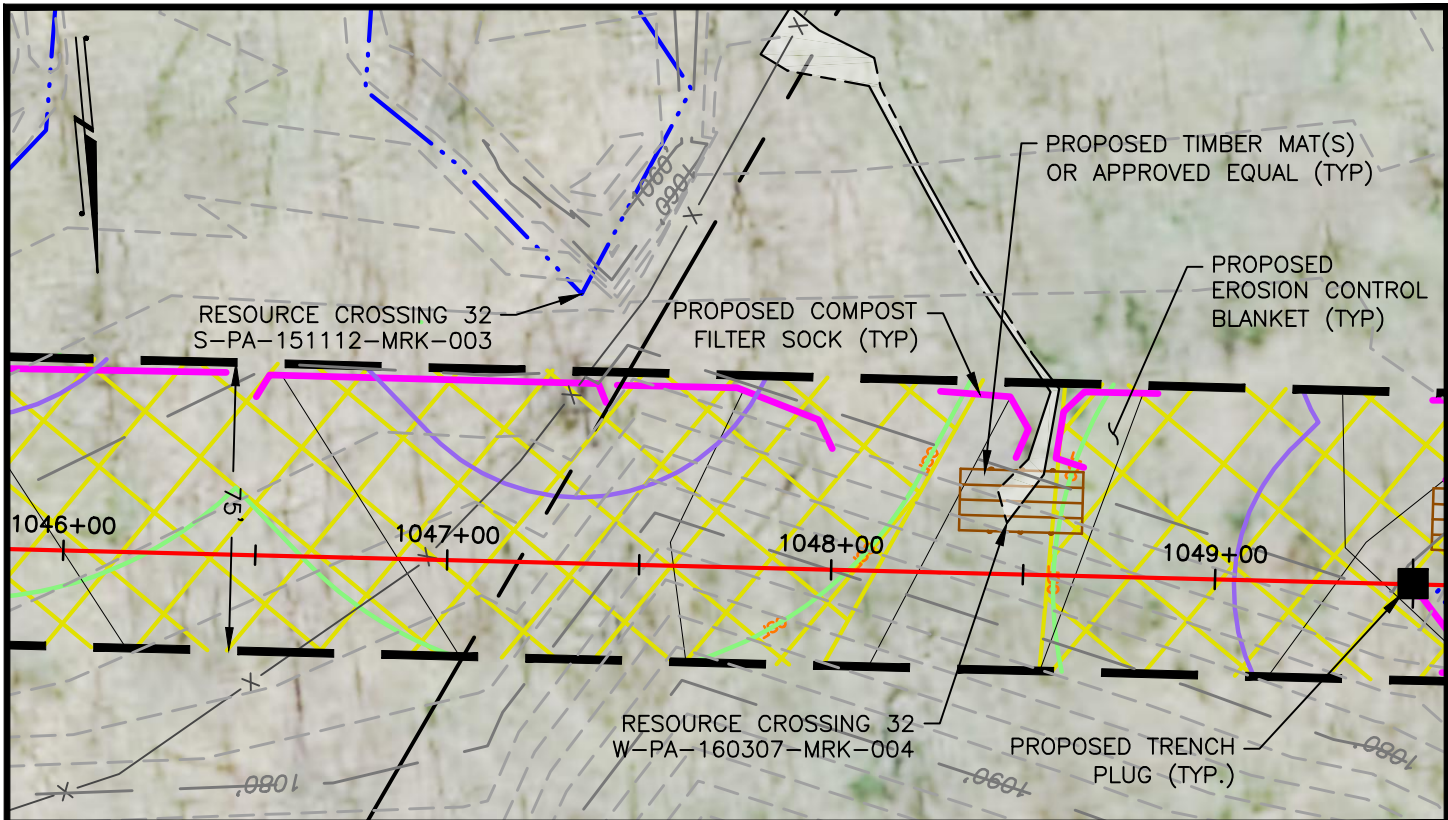 PROPOSED TIMBER MAT(S)
OR APPROVED EQUAL (TYP)
1060'
1060'
PROPOSED
EROSION CONTROL
BLANKET (TYP)
RESOURCE CROSSING 32
S-PA-151112-MRK-003
PROPOSED COMPOST
FILTER SOCK (TYP)
X
X
X
75'
1046+00
1047+00
1048+00
1049+00
X
X
X
RESOURCE CROSSING 32
W-PA-160307-MRK-004
PROPOSED TRENCH
PLUG (TYP.)
1080'
1090'
1080'